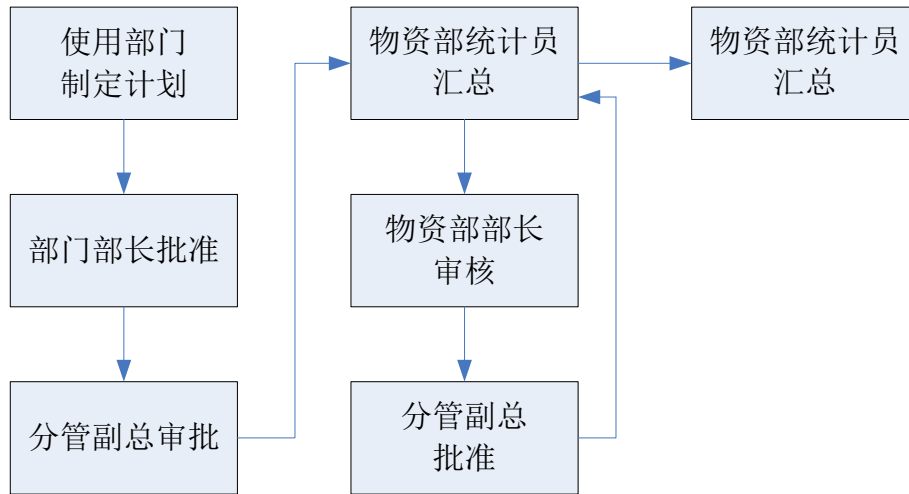 使用部门
制定计划
部门部长批准
分管副总审批
物资部统计员
汇总
物资部部长
审核
分管副总
批准
物资部统计员
汇总